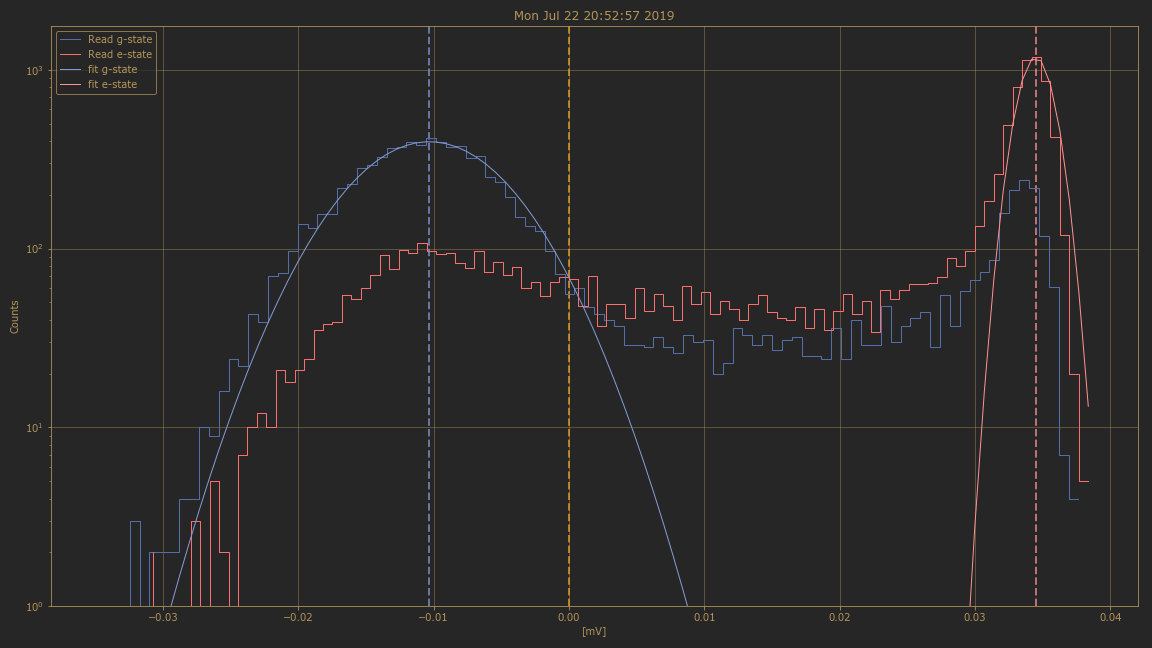 Mon Jul 22 20:52:57 2019
Read g-state
Read e-state
fit g-state
fit e-state
10³
10²
10¹
10⁰
Counts
−0.03
−0.02
−0.01
0.00
0.01
0.02
0.03
0.04
[mV]